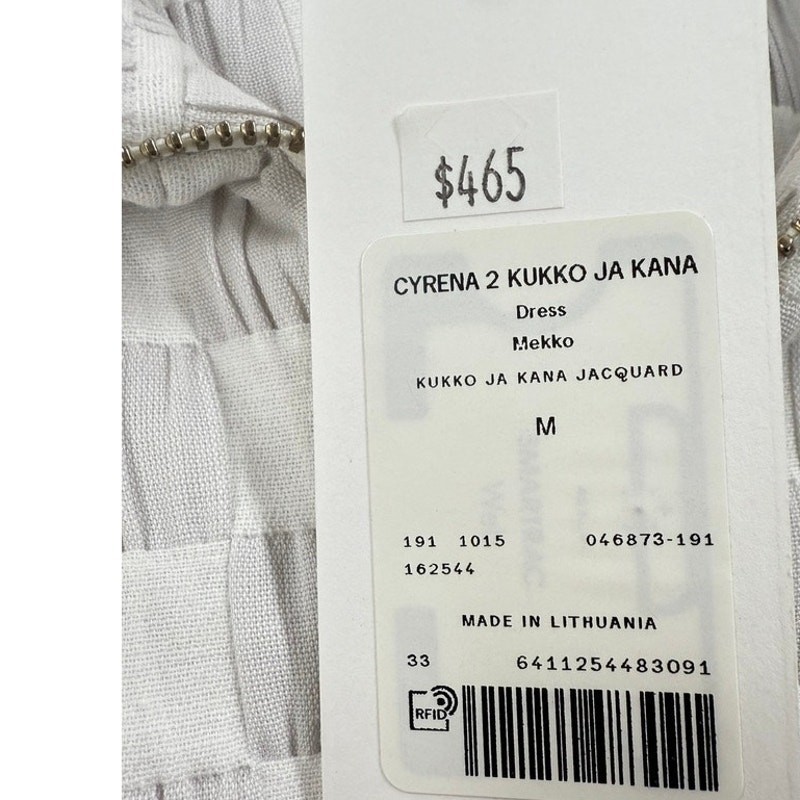 $465
CYRENA 2 KUKKO JA KANA
Dress
Mekko
KUKKO JA KANA JACQUARD
M
191 1015 046873-191
162544
MADE IN LITHUANIA
33 6411254483091
RFID